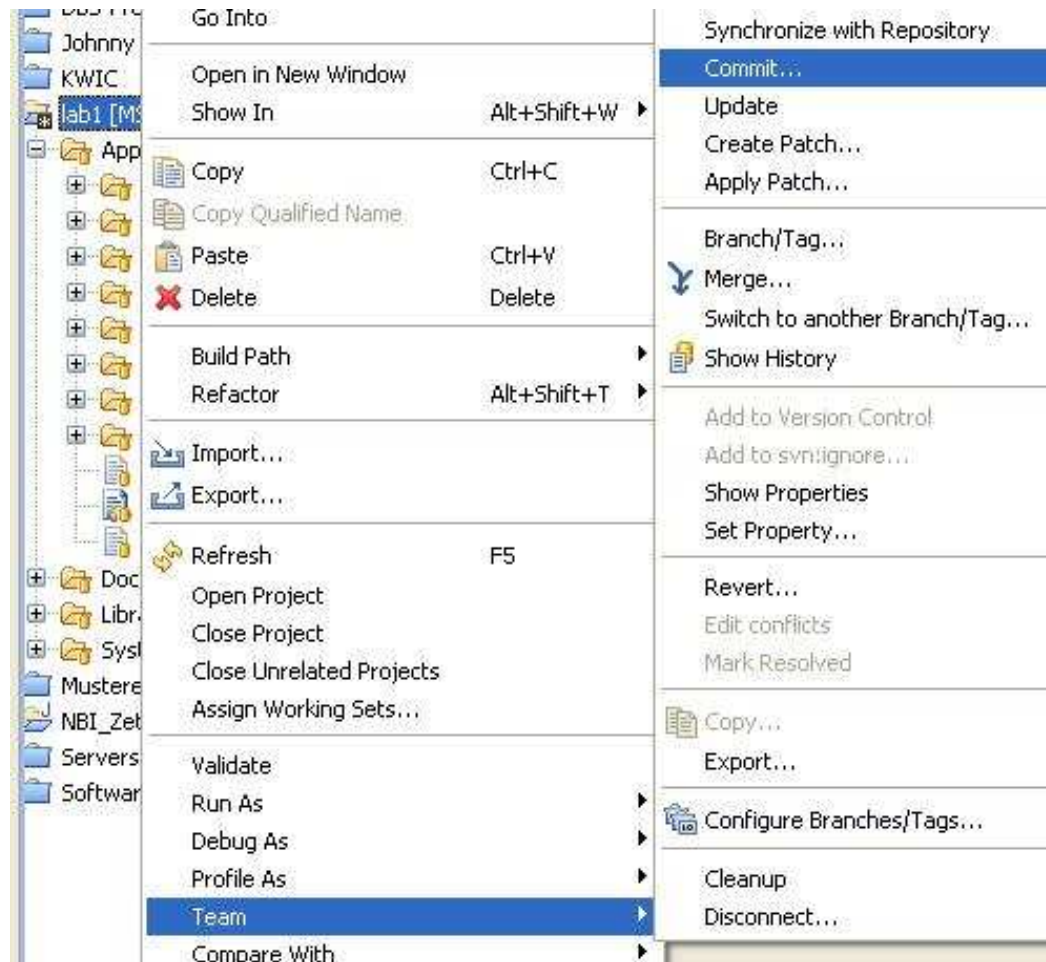 Johnny
KWIC
lab1 [MS
App
Doc
Libr
Syst
Mustere
NBI_Zet
Servers
Softwar
Go Into
Open in New Window
Show In Alt+Shift+W
Copy Ctrl+C
Copy Qualified Name
Paste Ctrl+V
Delete Delete
Build Path
Refactor Alt+Shift+T
Import...
Export...
Refresh F5
Open Project
Close Project
Close Unrelated Projects
Assign Working Sets...
Validate
Run As
Debug As
Profile As
Team
Compare With
Synchronize with Repository
Commit...
Update
Create Patch...
Apply Patch...
Branch/Tag...
Merge...
Switch to another Branch/Tag...
Show History
Add to Version Control
Add to svn:ignore...
Show Properties
Set Property...
Revert...
Edit conflicts
Mark Resolved
Copy...
Export...
Configure Branches/Tags...
Cleanup
Disconnect...